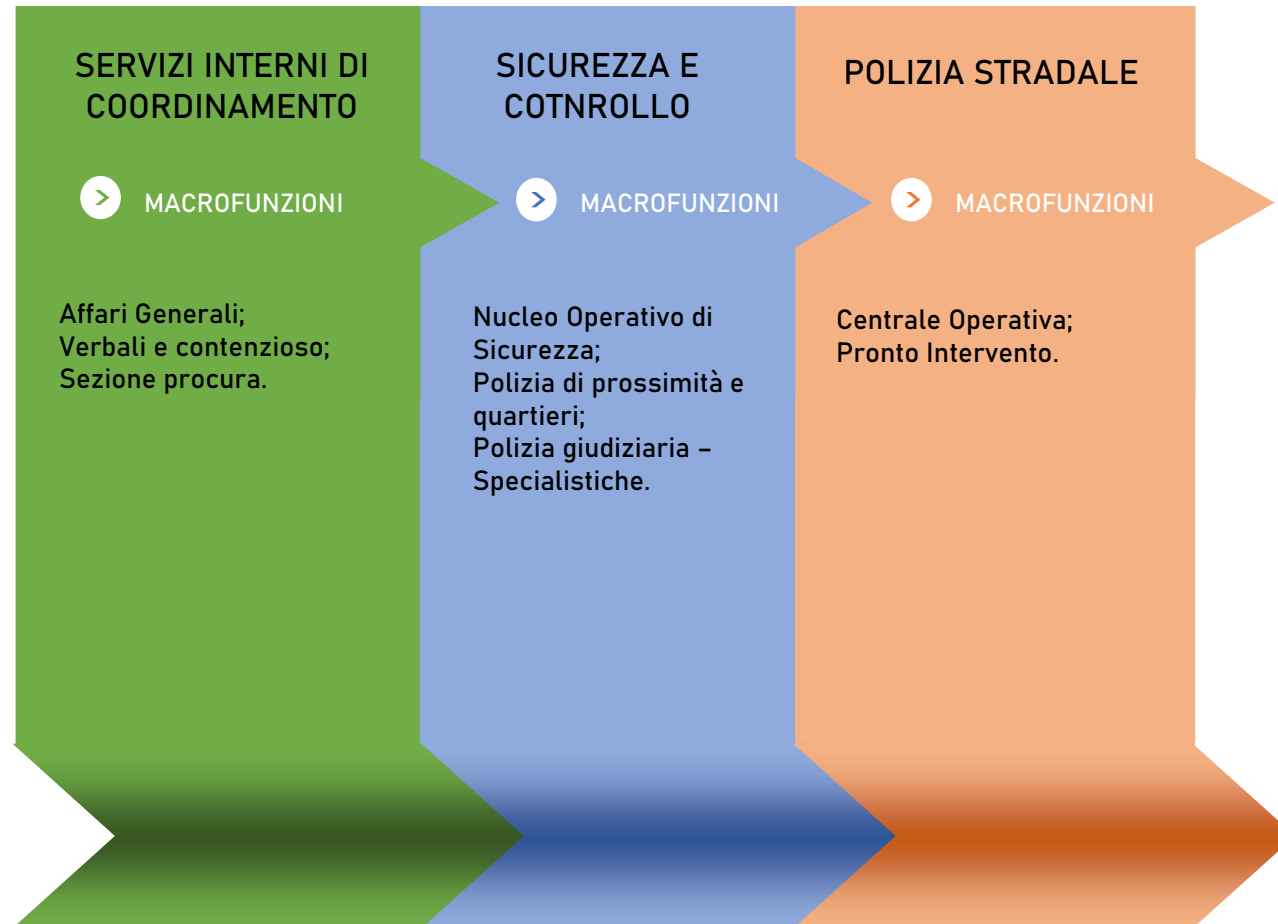 SERVIZI INTERNI DI
COORDINAMENTO
MACROFUNZIONI
Affari Generali;
Verbali e contenzioso;
Sezione procura.
SICUREZZA E
COTNROLLO
MACROFUNZIONI
Nucleo Operativo di
Sicurezza;
Polizia di prossimità e
quartieri;
Polizia giudiziaria –
Specialistiche.
POLIZIA STRADALE
MACROFUNZIONI
Centrale Operativa;
Pronto Intervento.